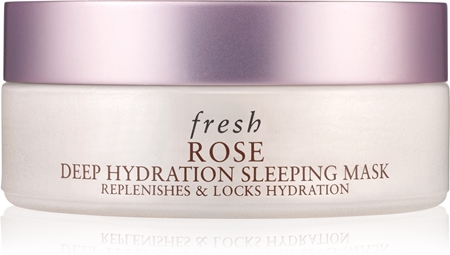 fresh
ROSE
DEEP HYDRATION SLEEPING MASK
REPLENISHES & LOCKS HYDRATION